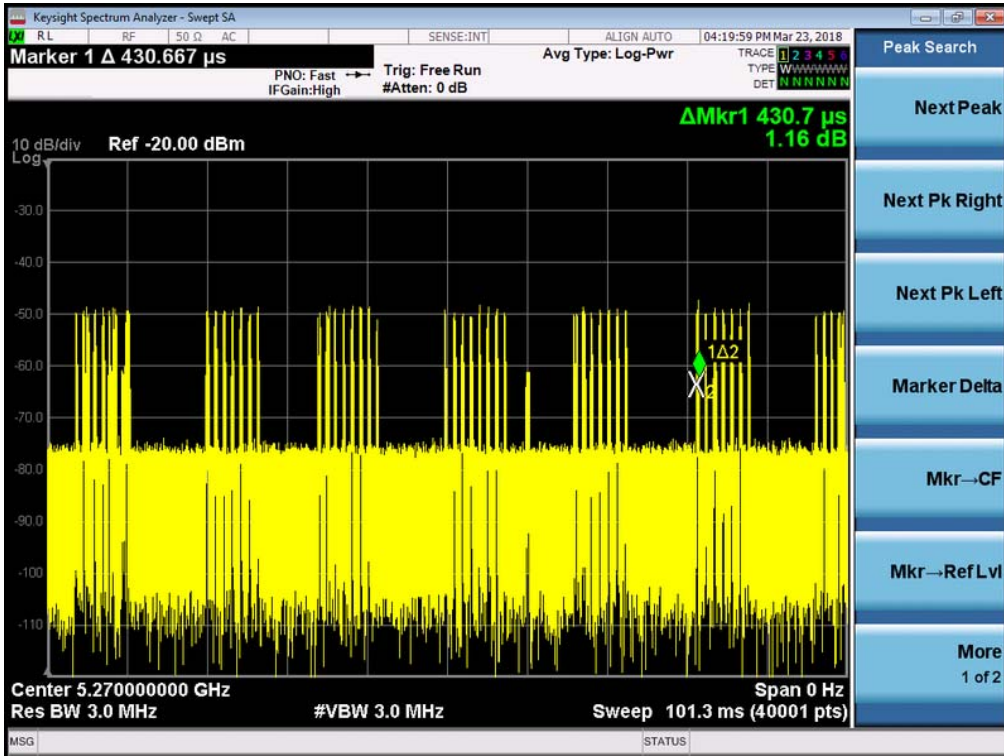 Keysight Spectrum Analyzer - Swept SA
RL RF 50 Ω AC SENSE:INT ALIGN AUTO 04:19:59 PM Mar 23, 2018
Marker 1 Δ 430.667 µs
PNO: Fast
IFGain:High
Trig: Free Run
#Atten: 0 dB
Avg Type: Log-Pwr
TRACE 1 2 3 4 5 6
TYPE W
DET N N N N N N
ΔMkr1 430.7 µs
1.16 dB
10 dB/div Ref -20.00 dBm
Log
-30.0
-40.0
-50.0
-60.0
-70.0
-80.0
-90.0
-100
-110
1Δ2
2
Center 5.270000000 GHz Span 0 Hz
Res BW 3.0 MHz #VBW 3.0 MHz Sweep 101.3 ms (40001 pts)
MSG STATUS
Peak Search
Next Peak
Next Pk Right
Next Pk Left
Marker Delta
Mkr→CF
Mkr→Ref Lvl
More
1 of 2